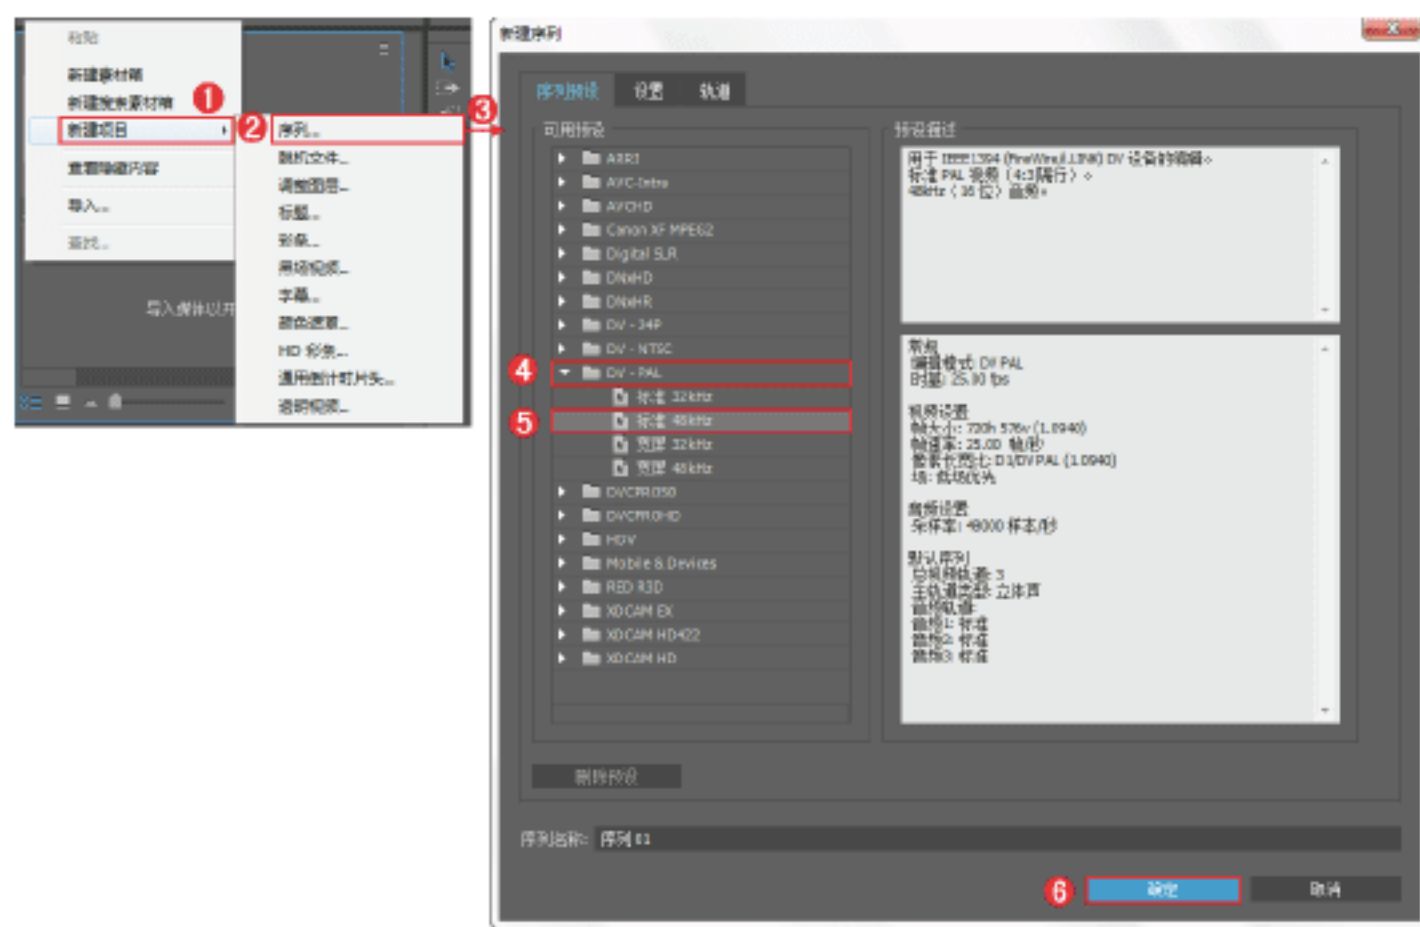 粘贴
新建素材箱
新建搜索素材箱
1
新建项目
查看隐藏内容
导入...
查找...
导入媒体以开
2
序列...
脱机文件...
调整图层...
标题...
彩条...
黑场视频...
字幕...
颜色遮罩...
HD 彩条...
通用倒计时片头...
透明视频...
3
新建序列
序列预设 设置 轨道
可用预设
ARRI
AVC-Intra
AVCHD
Canon XF MPEG2
Digital SLR
DNxHD
DNxHR
DV - 24P
DV - NTSC
4
DV - PAL
标准 32kHz
5
标准 48kHz
宽屏 32kHz
宽屏 48kHz
DVCPRO50
DVCPROHD
HDV
Mobile & Devices
RED R3D
XDCAM EX
XDCAM HD422
XDCAM HD
删除预设
预设描述
用于 IEEE1394 (FireWire/i.LINK) DV 设备的编辑。
标准 PAL 视频（4:3隔行）。
48kHz（16 位）音频。
常规
编辑模式: DV PAL
时基: 25.00 fps
视频设置
帧大小: 720h 576v (1.0940)
帧速率: 25.00 帧/秒
像素长宽比: D1/DV PAL (1.0940)
场: 低场优先
音频设置
采样率: 48000 样本/秒
默认序列
总视频轨道: 3
主轨道类型: 立体声
音频轨道:
音频1: 标准
音频2: 标准
音频3: 标准
序列名称: 序列 01
6
确定
取消